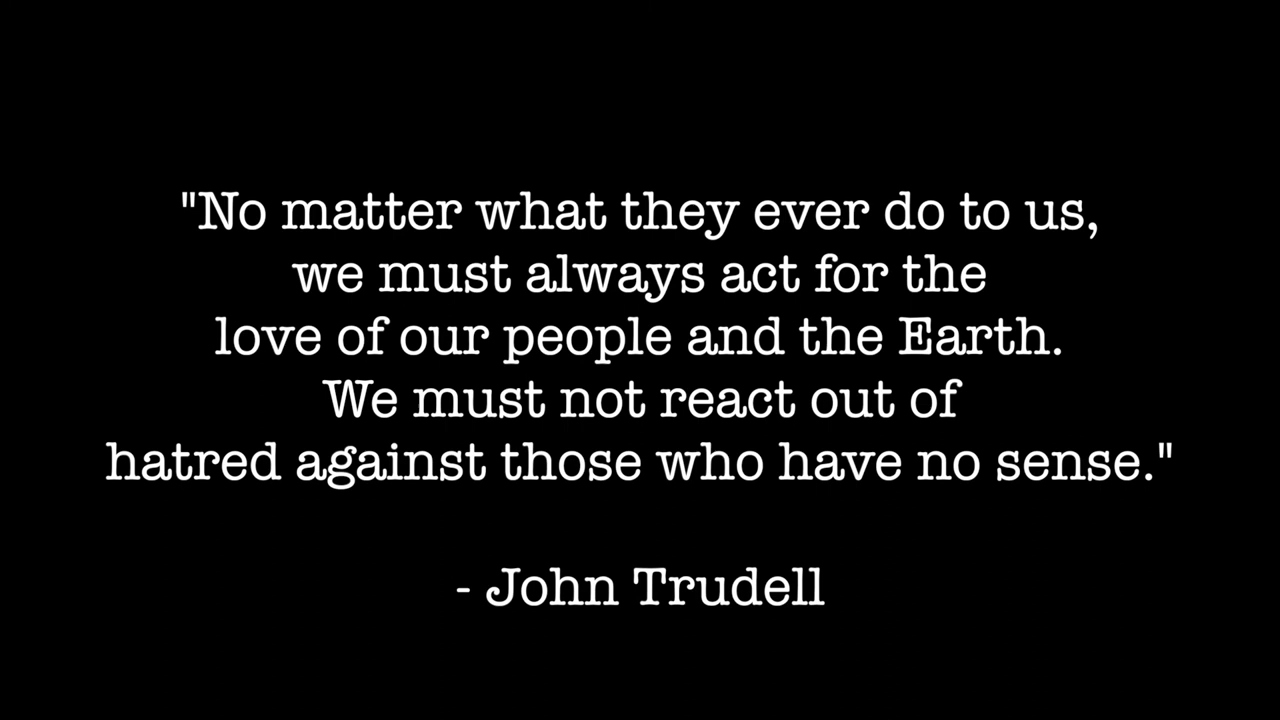 "No matter what they ever do to us,
we must always act for the
love of our people and the Earth.
We must not react out of
hatred against those who have no sense."
- John Trudell